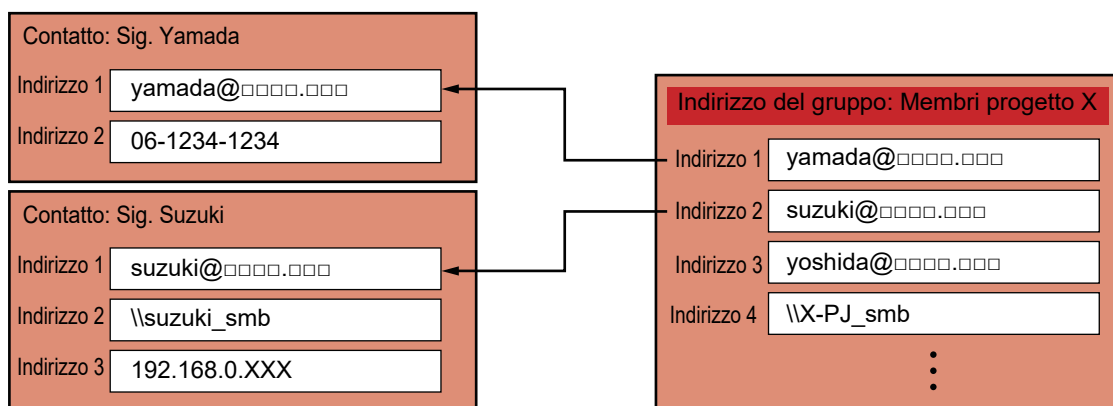 Contatto: Sig. Yamada
Indirizzo 1 yamada@□□□□.□□□
Indirizzo 2 06-1234-1234
Contatto: Sig. Suzuki
Indirizzo 1 suzuki@□□□□.□□□
Indirizzo 2 \\suzuki_smb
Indirizzo 3 192.168.0.XXX
Indirizzo del gruppo: Membri progetto X
Indirizzo 1 yamada@□□□□.□□□
Indirizzo 2 suzuki@□□□□.□□□
Indirizzo 3 yoshida@□□□□.□□□
Indirizzo 4 \\X-PJ_smb